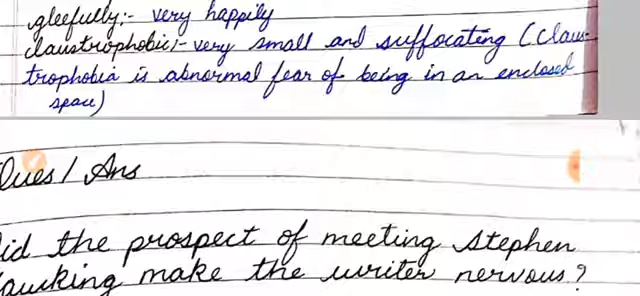 gleefully:- very happily
claustrophobic:- very small and suffocating (claus-
trophobia is abnormal fear of being in an enclosed
space)
Ques / Ans
id the prospect of meeting Stephen
awking make the writer nervous?